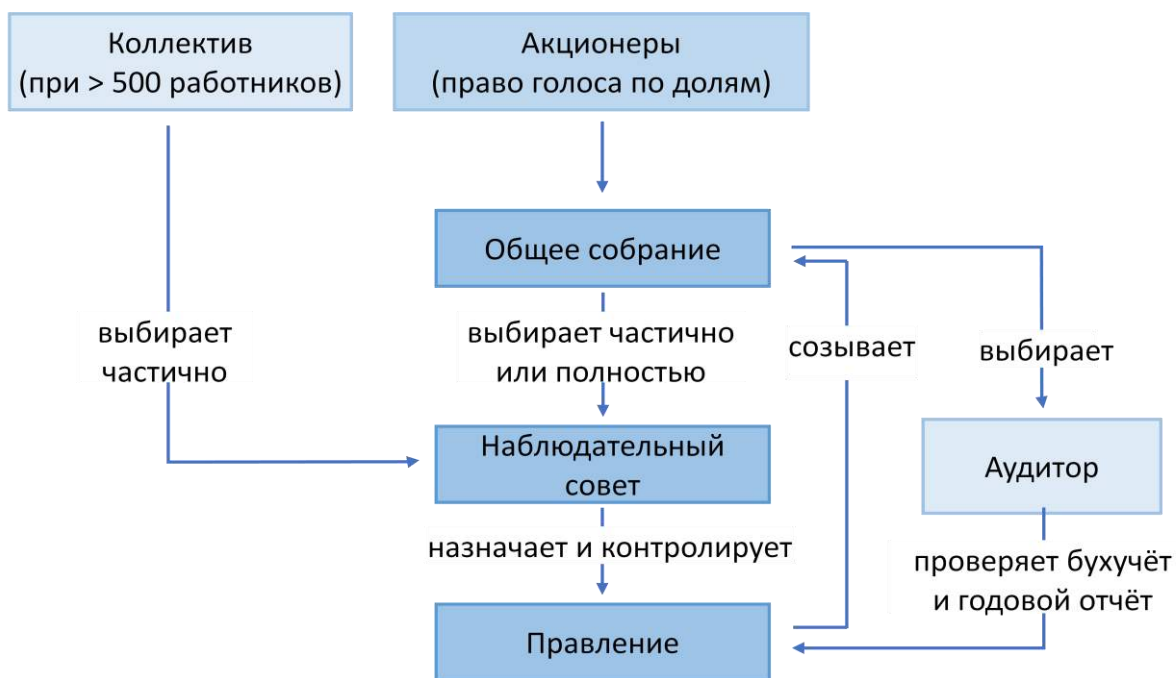 Коллектив
(при > 500 работников)
Акционеры
(право голоса по долям)
Общее собрание
выбирает
частично
выбирает частично
или полностью
созывает
выбирает
Наблюдательный
совет
Аудитор
назначает и контролирует
проверяет бухучёт
и годовой отчёт
Правление